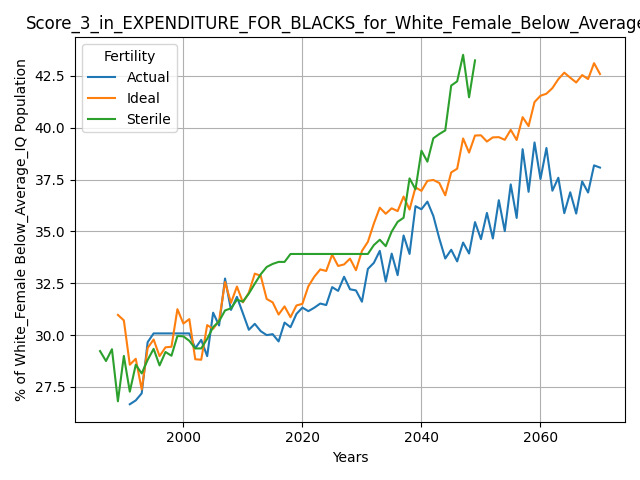 Score_3_in_EXPENDITURE_FOR_BLACKS_for_White_Female_Below_Average
Fertility
Actual
Ideal
Sterile
% of White_Female Below_Average_IQ Population
42.5
40.0
37.5
35.0
32.5
30.0
27.5
2000
2020
2040
2060
Years